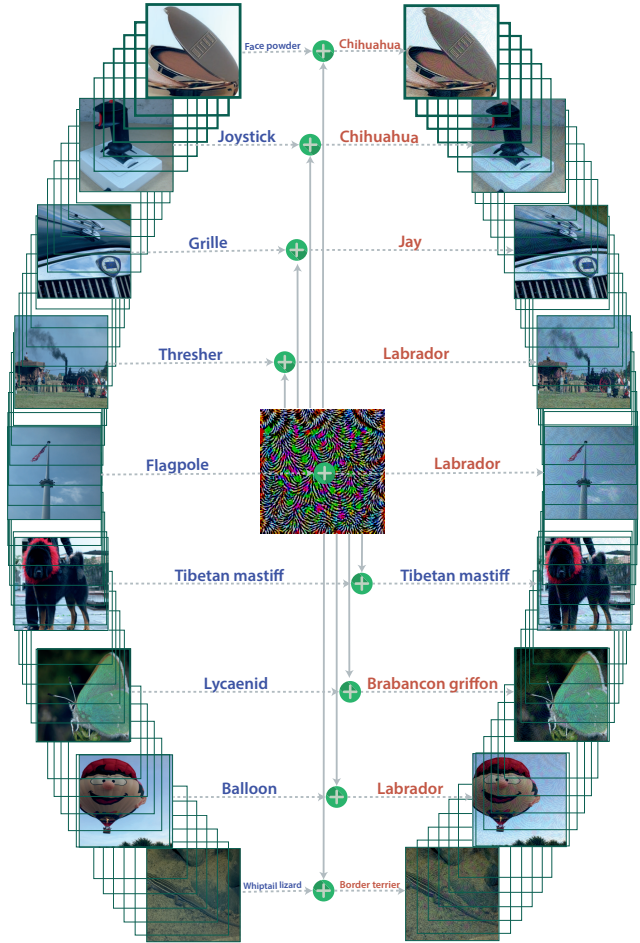 Face powder Chihuahua
Joystick Chihuahua
Grille Jay
Thresher Labrador
Flagpole Labrador
Tibetan mastiff Tibetan mastiff
Lycaenid Brabancon griffon
Balloon Labrador
Whiptail lizard Border terrier